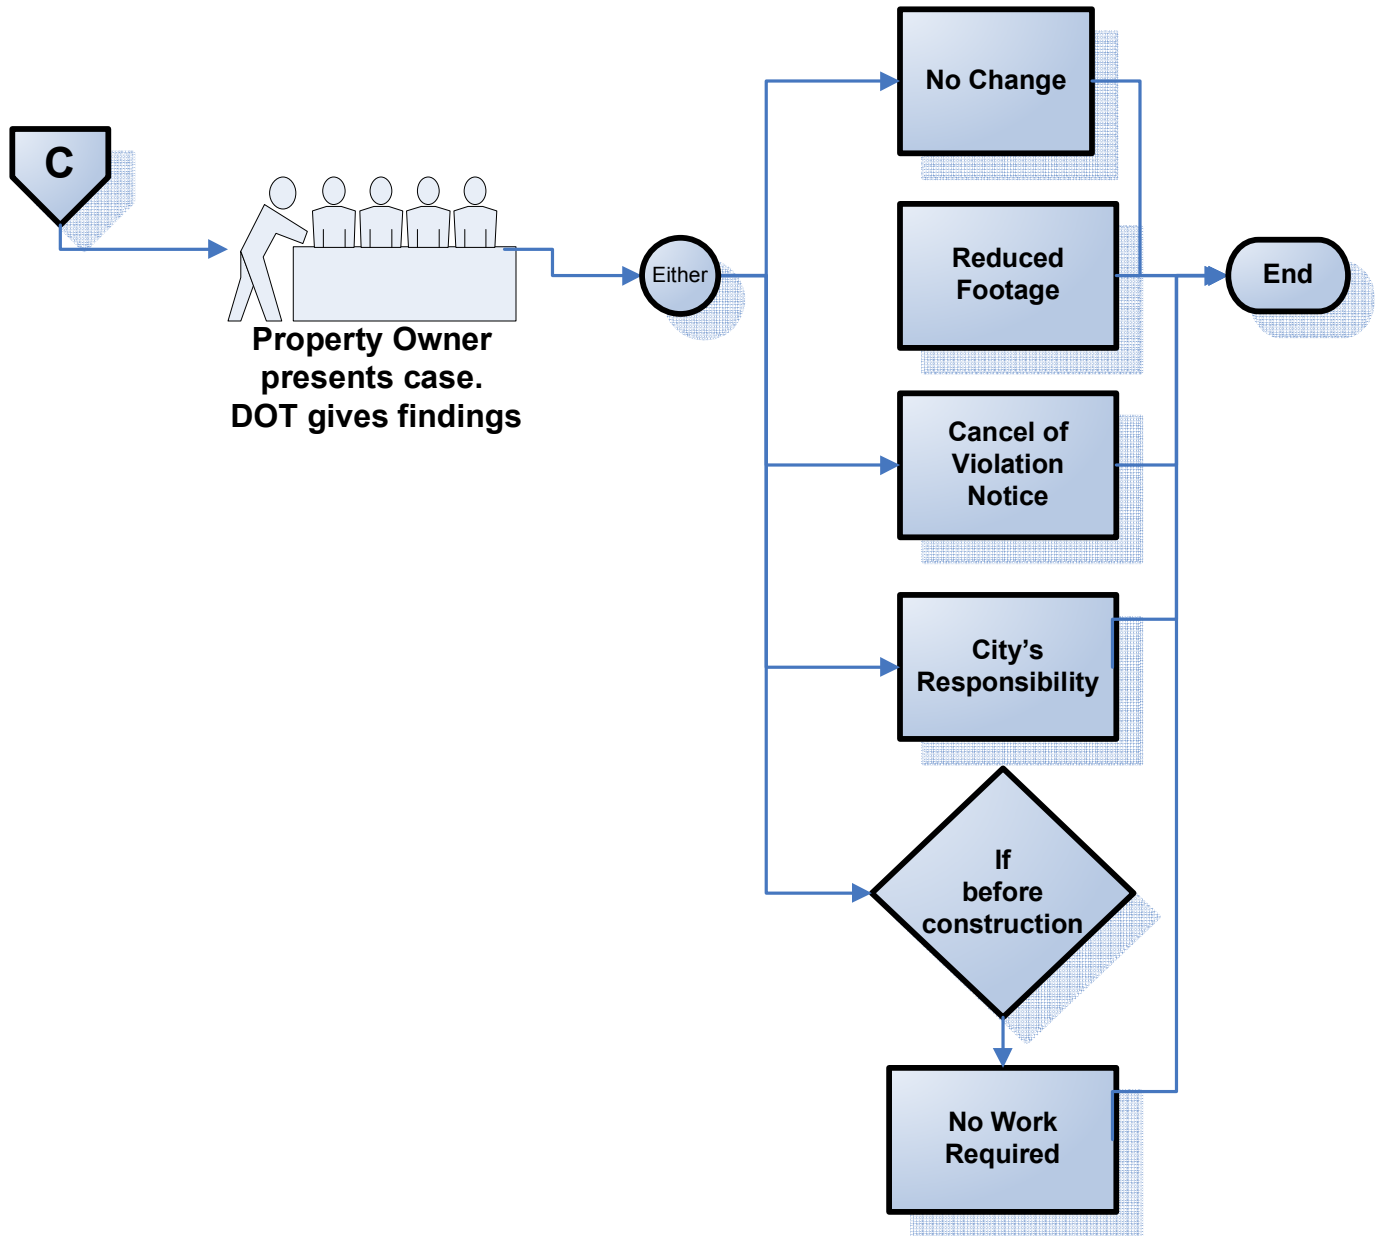 C
Property Owner
presents case.
DOT gives findings
Either
No Change
Reduced
Footage
Cancel of
Violation
Notice
City’s
Responsibility
If
before
construction
No Work
Required
End